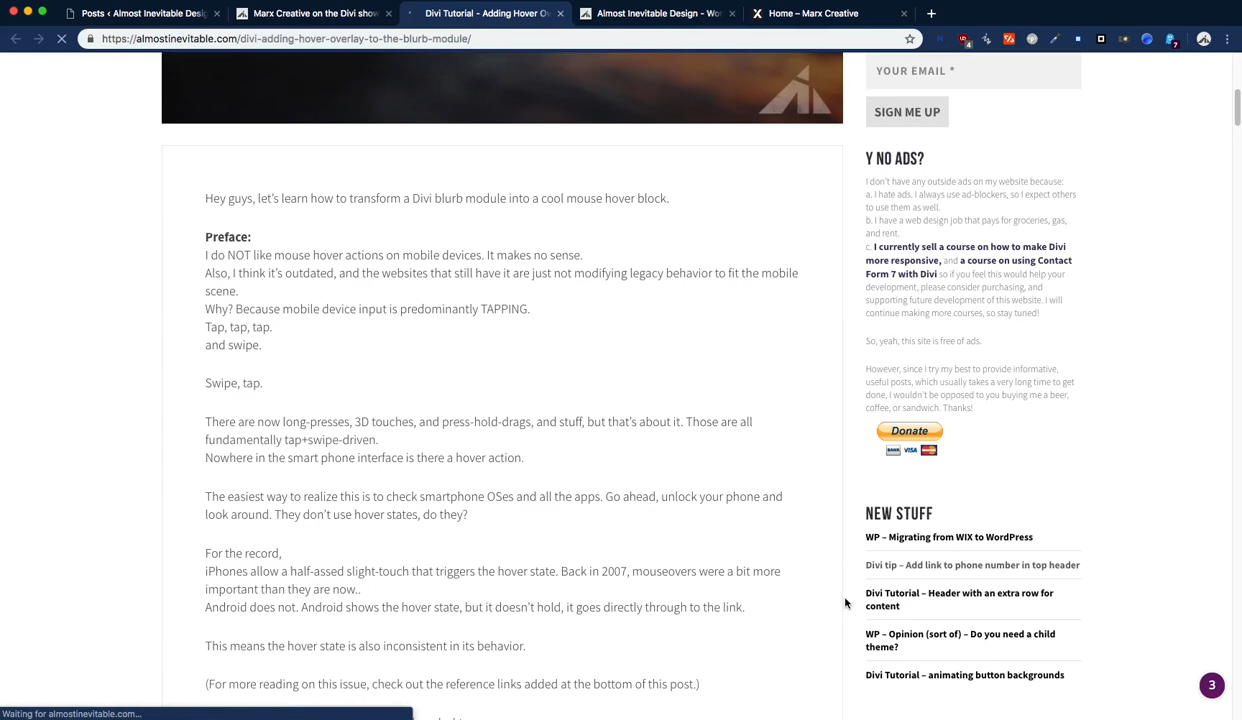 Posts ‹ Almost Inevitable Desig
Marx Creative on the Divi show
Divi Tutorial - Adding Hover O
Almost Inevitable Design - Wor
Home – Marx Creative
https://almostinevitable.com/divi-adding-hover-overlay-to-the-blurb-module/
4
7
Hey guys, let's learn how to transform a Divi blurb module into a cool mouse hover block.
Preface:
I do NOT like mouse hover actions on mobile devices. It makes no sense.
Also, I think it's outdated, and the websites that still have it are just not modifying legacy behavior to fit the mobile
scene.
Why? Because mobile device input is predominantly TAPPING.
Tap, tap, tap.
and swipe.
Swipe, tap.
There are now long-presses, 3D touches, and press-hold-drags, and stuff, but that's about it. Those are all
fundamentally tap+swipe-driven.
Nowhere in the smart phone interface is there a hover action.
The easiest way to realize this is to check smartphone OSes and all the apps. Go ahead, unlock your phone and
look around. They don't use hover states, do they?
For the record,
iPhones allow a half-assed slight-touch that triggers the hover state. Back in 2007, mouseovers were a bit more
important than they are now..
Android does not. Android shows the hover state, but it doesn't hold, it goes directly through to the link.
This means the hover state is also inconsistent in its behavior.
(For more reading on this issue, check out the reference links added at the bottom of this post.)
YOUR EMAIL *
SIGN ME UP
Y NO ADS?
I don't have any outside ads on my website because:
a. I hate ads. I always use ad-blockers, so I expect others
to use them as well.
b. I have a web design job that pays for groceries, gas,
and rent.
c. I currently sell a course on how to make Divi
more responsive, and a course on using Contact
Form 7 with Divi so if you feel this would help your
development, please consider purchasing, and
supporting future development of this website. I will
continue making more courses, so stay tuned!
So, yeah, this site is free of ads.
However, since I try my best to provide informative,
useful posts, which usually takes a very long time to get
done, I wouldn't be opposed to you buying me a beer,
coffee, or sandwich. Thanks!
Donate
BANK VISA
NEW STUFF
WP – Migrating from WIX to WordPress
Divi tip – Add link to phone number in top header
Divi Tutorial – Header with an extra row for
content
WP – Opinion (sort of) – Do you need a child
theme?
Divi Tutorial – animating button backgrounds
3
Waiting for almostinevitable.com...